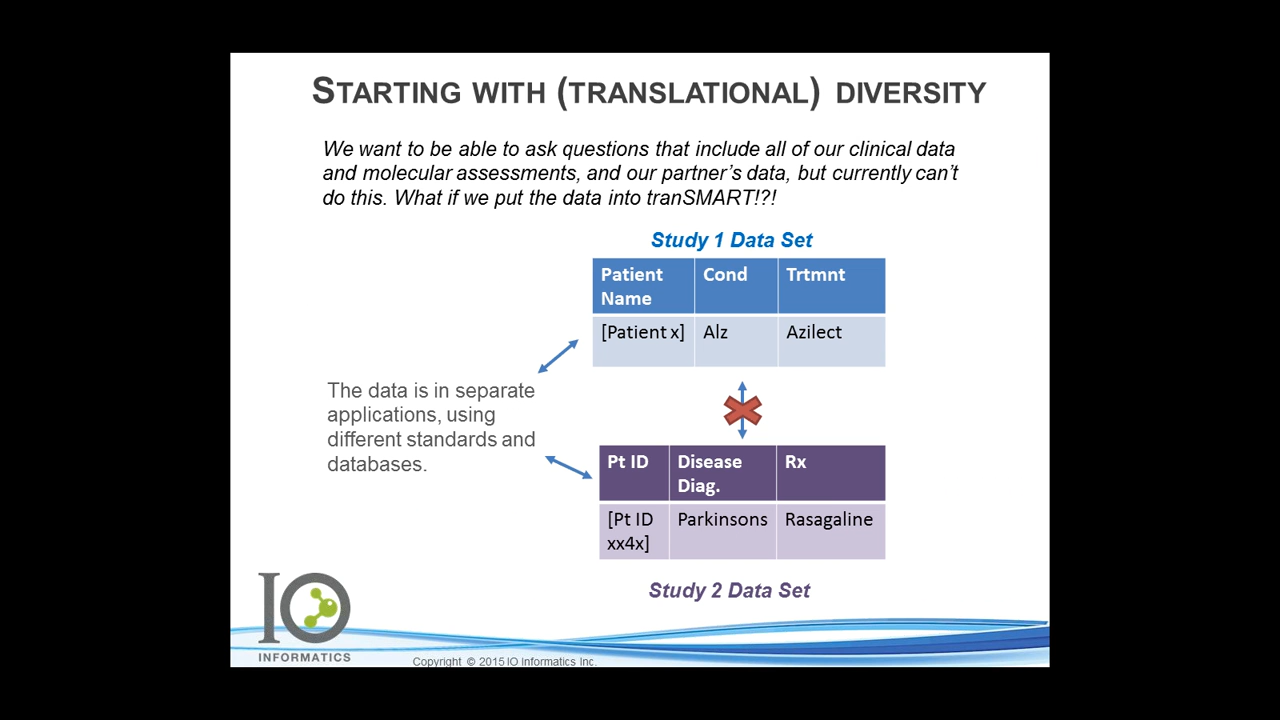 STARTING WITH (TRANSLATIONAL) DIVERSITY
We want to be able to ask questions that include all of our clinical data
and molecular assessments, and our partner's data, but currently can't
do this. What if we put the data into tranSMART!?!
Study 1 Data Set
Patient Name Cond Trtmnt
[Patient x] Alz Azilect
The data is in separate
applications, using
different standards and
databases.
Pt ID Disease Diag. Rx
[Pt ID xx4x] Parkinsons Rasagaline
Study 2 Data Set
IO
INFORMATICS
Copyright © 2015 IO Informatics Inc.